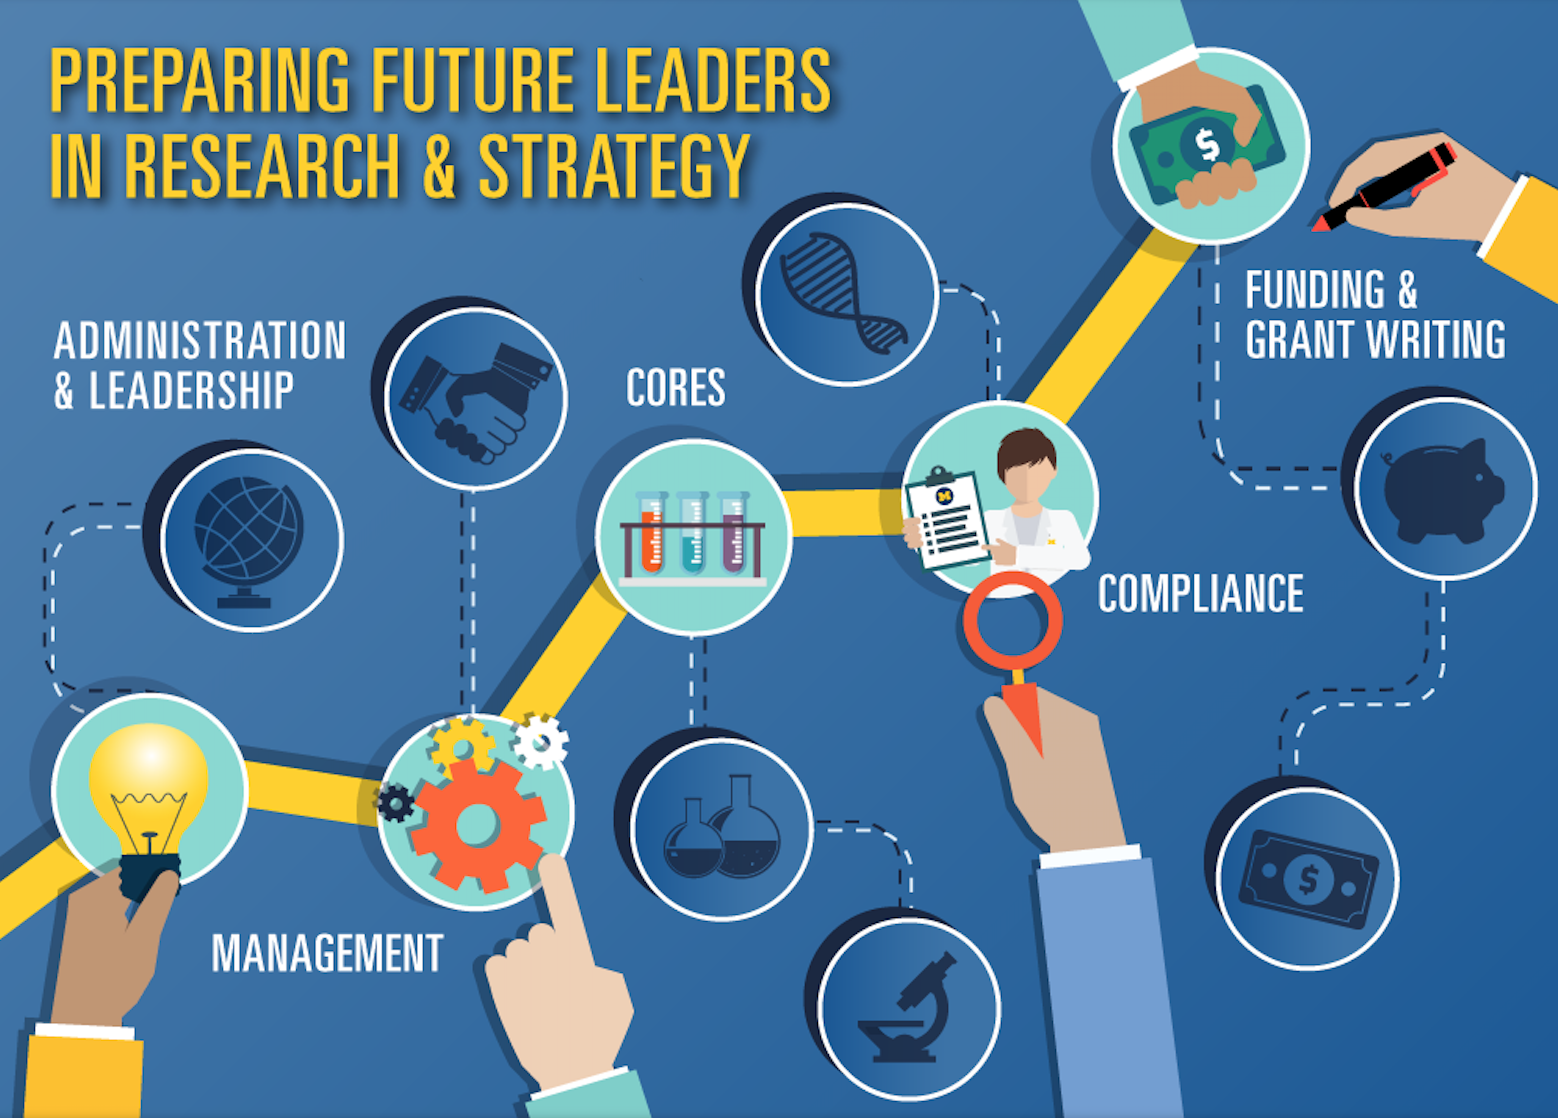 PREPARING FUTURE LEADERS
IN RESEARCH & STRATEGY
ADMINISTRATION
& LEADERSHIP
CORES
FUNDING &
GRANT WRITING
COMPLIANCE
MANAGEMENT
$
M
$